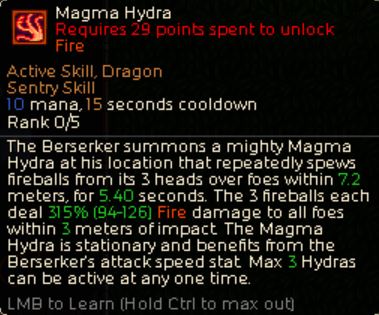 Magma Hydra
Requires 29 points spent to unlock
Fire
Active Skill, Dragon
Sentry Skill
10 mana, 15 seconds cooldown
Rank 0/5
The Berserker summons a mighty Magma
Hydra at his location that repeatedly spews
fireballs from its 3 heads over foes within 7.2
meters, for 5.40 seconds. The 3 fireballs each
deal 315% (94-126) Fire damage to all foes
within 3 meters of impact. The Magma
Hydra is stationary and benefits from the
Berserker's attack speed stat. Max 3 Hydras
can be active at any one time.
LMB to Learn (Hold Ctrl to max out)